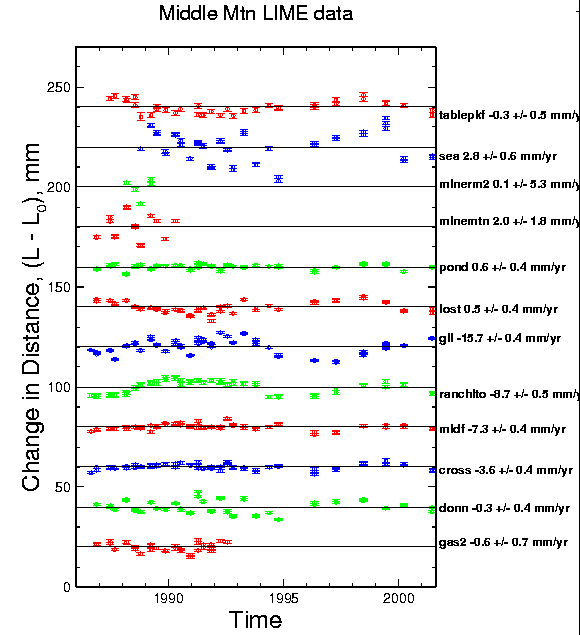 Middle Mtn LIME data
Change in Distance, (L - L0), mm
250
200
150
100
50
0
tablepkf -0.3 +/- 0.5 mm/y
sea 2.8 +/- 0.6 mm/yr
mlnerm2 0.1 +/- 5.3 mm/y
mlnemtn 2.0 +/- 1.8 mm/y
pond 0.6 +/- 0.4 mm/yr
lost 0.5 +/- 0.4 mm/yr
gll -15.7 +/- 0.4 mm/yr
ranchlto -8.7 +/- 0.5 mm/y
mldf -7.3 +/- 0.4 mm/yr
cross -3.6 +/- 0.4 mm/yr
donn -0.3 +/- 0.4 mm/yr
gas2 -0.6 +/- 0.7 mm/yr
1990
1995
2000
Time